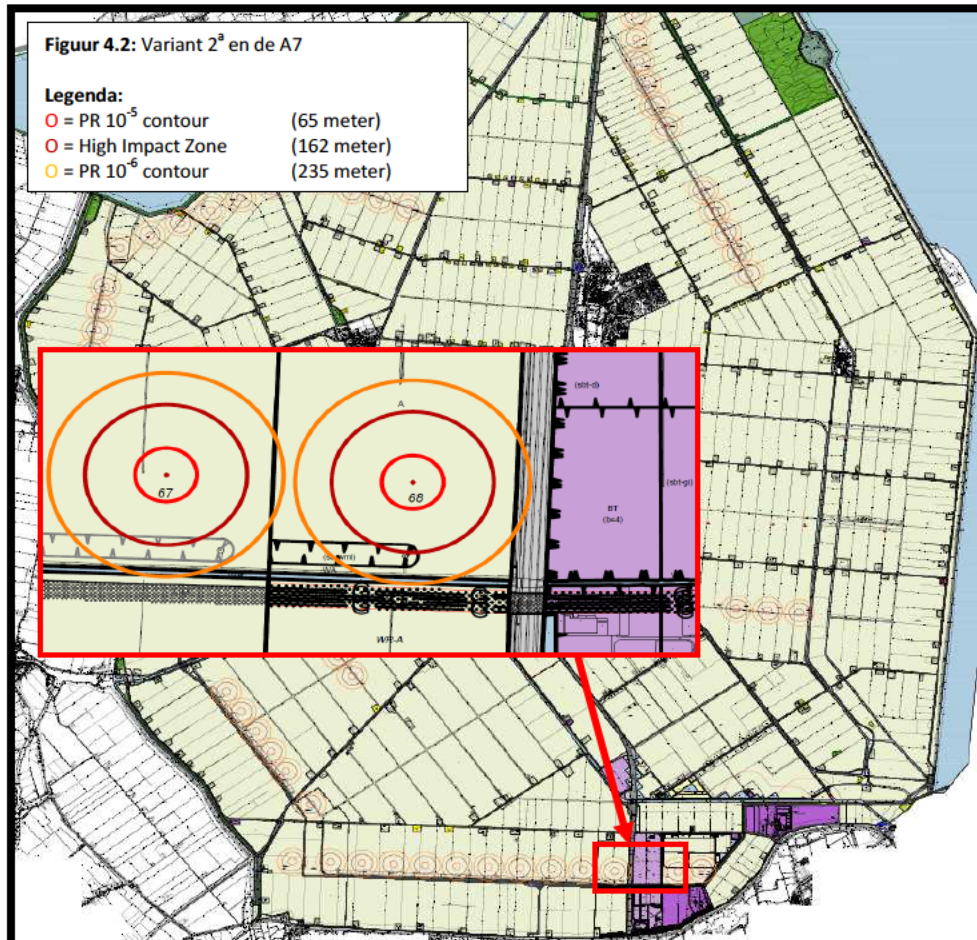 Figuur 4.2: Variant 2ª en de A7
Legenda:
O = PR 10⁻⁵ contour (65 meter)
O = High Impact Zone (162 meter)
O = PR 10⁻⁶ contour (235 meter)
(sbt-d)
A
67
68
(sbt-gi)
BT
(b=4)
WR-A